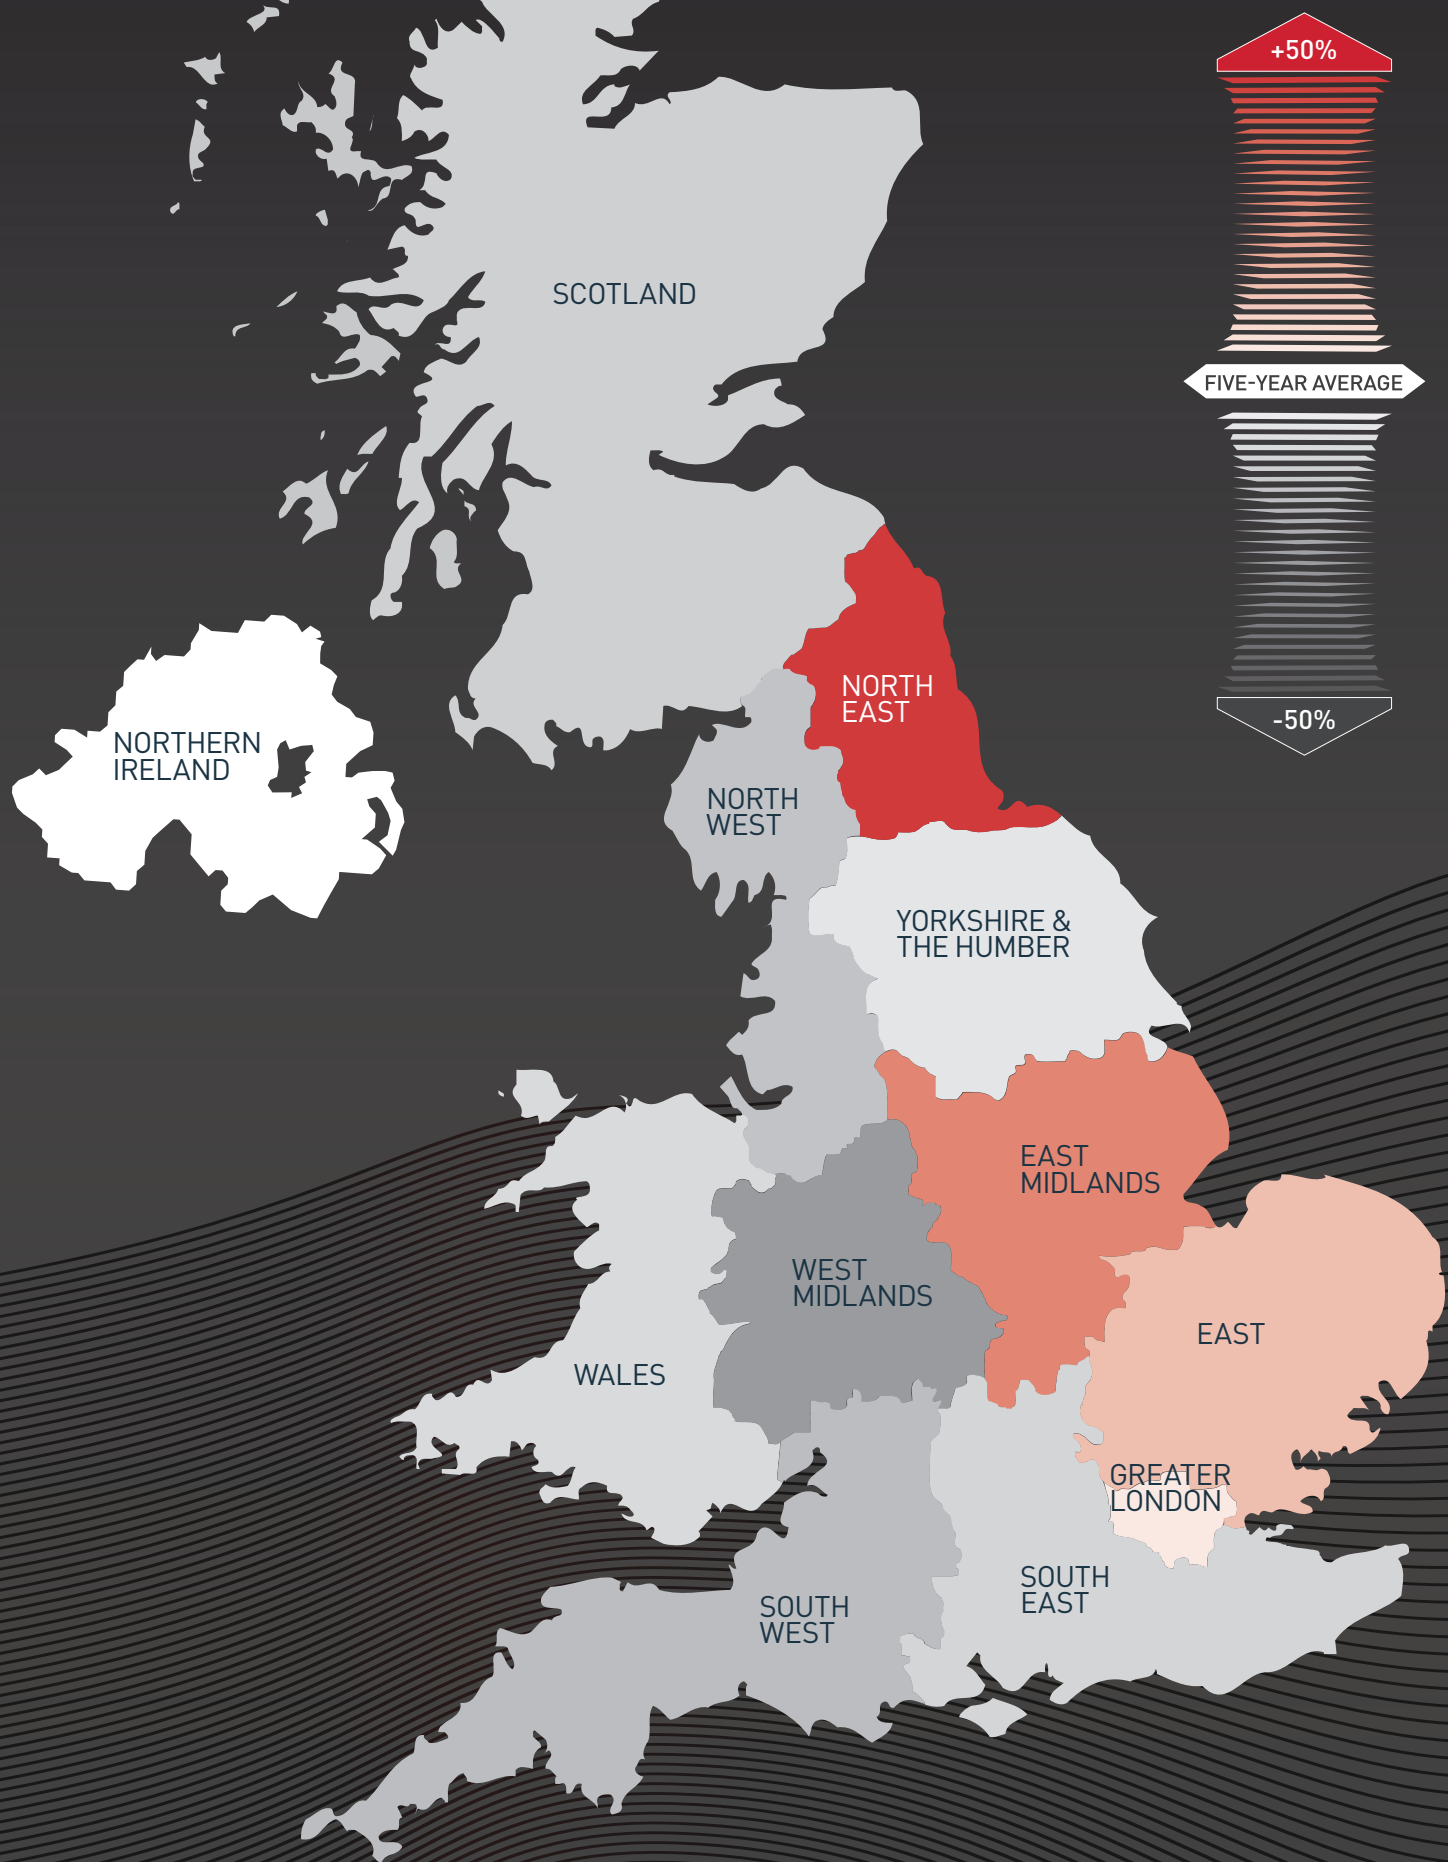 +50%
SCOTLAND
FIVE-YEAR AVERAGE
NORTH
EAST
-50%
NORTHERN
IRELAND
NORTH
WEST
YORKSHIRE &
THE HUMBER
EAST
MIDLANDS
WEST
MIDLANDS
EAST
WALES
GREATER
LONDON
SOUTH
EAST
SOUTH
WEST